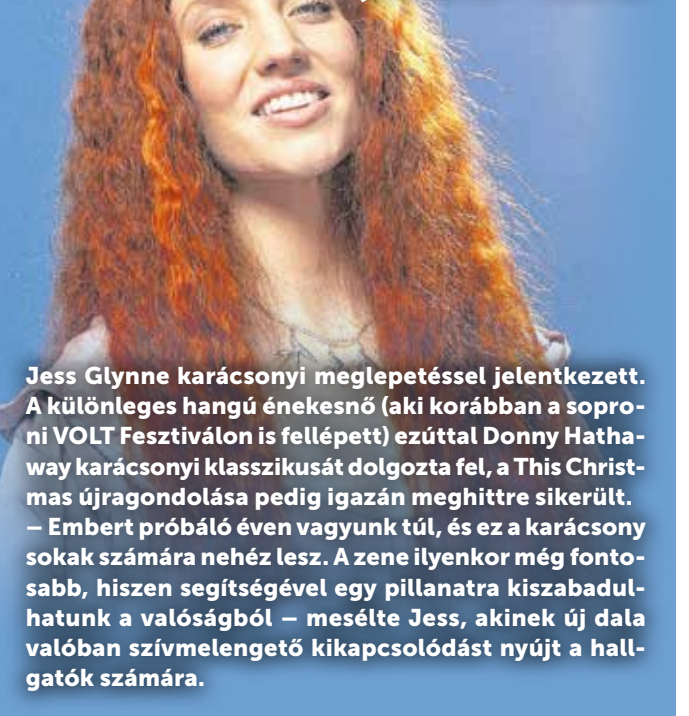 Jess Glynne karácsonyi meglepetéssel jelentkezett.
A különleges hangú énekesnő (aki korábban a sopro-
ni VOLT Fesztiválon is fellépett) ezúttal Donny Hatha-
way karácsonyi klasszikusát dolgozta fel, a This Christ-
mas újragondolása pedig igazán meghittre sikerült.
– Embert próbáló éven vagyunk túl, és ez a karácsony
sokak számára nehéz lesz. A zene ilyenkor még fonto-
sabb, hiszen segítségével egy pillanatra kiszabadul-
hatunk a valóságból – mesélte Jess, akinek új dala
valóban szívmelengető kikapcsolódást nyújt a hall-
gatók számára.